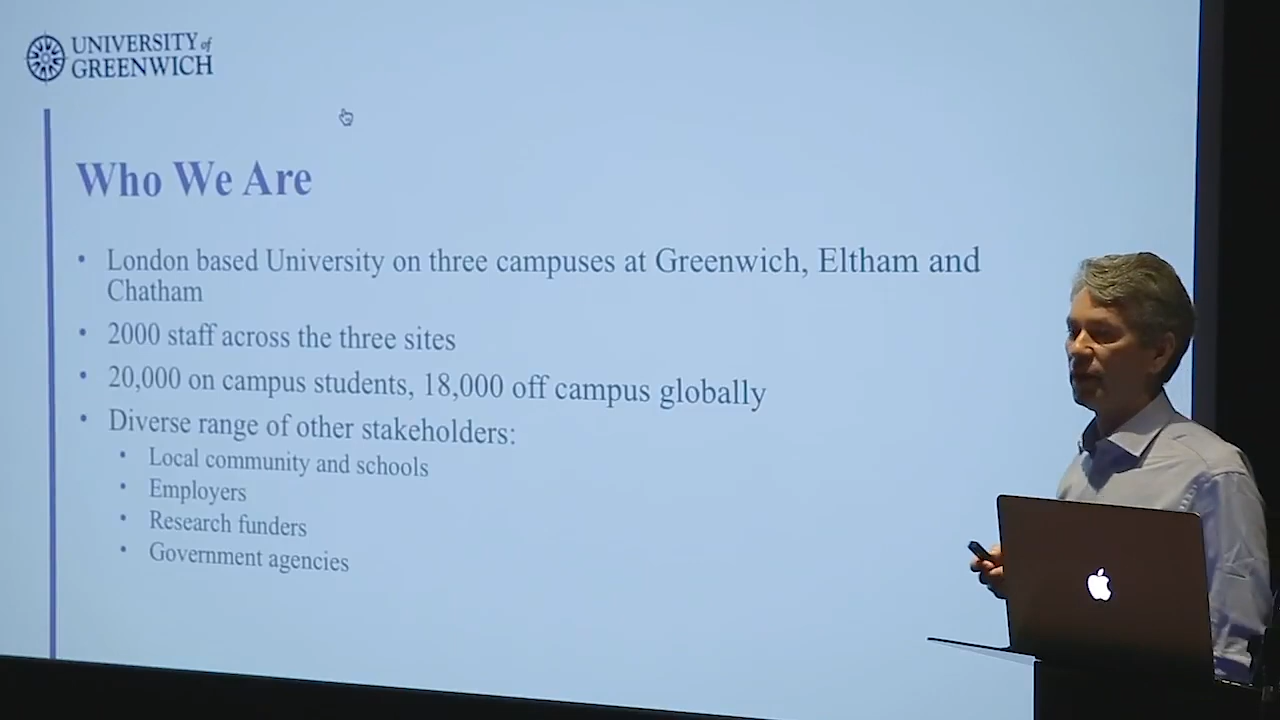 UNIVERSITY of
GREENWICH
Who We Are
• London based University on three campuses at Greenwich, Eltham and
Chatham
• 2000 staff across the three sites
• 20,000 on campus students, 18,000 off campus globally
• Diverse range of other stakeholders:
• Local community and schools
• Employers
• Research funders
• Government agencies